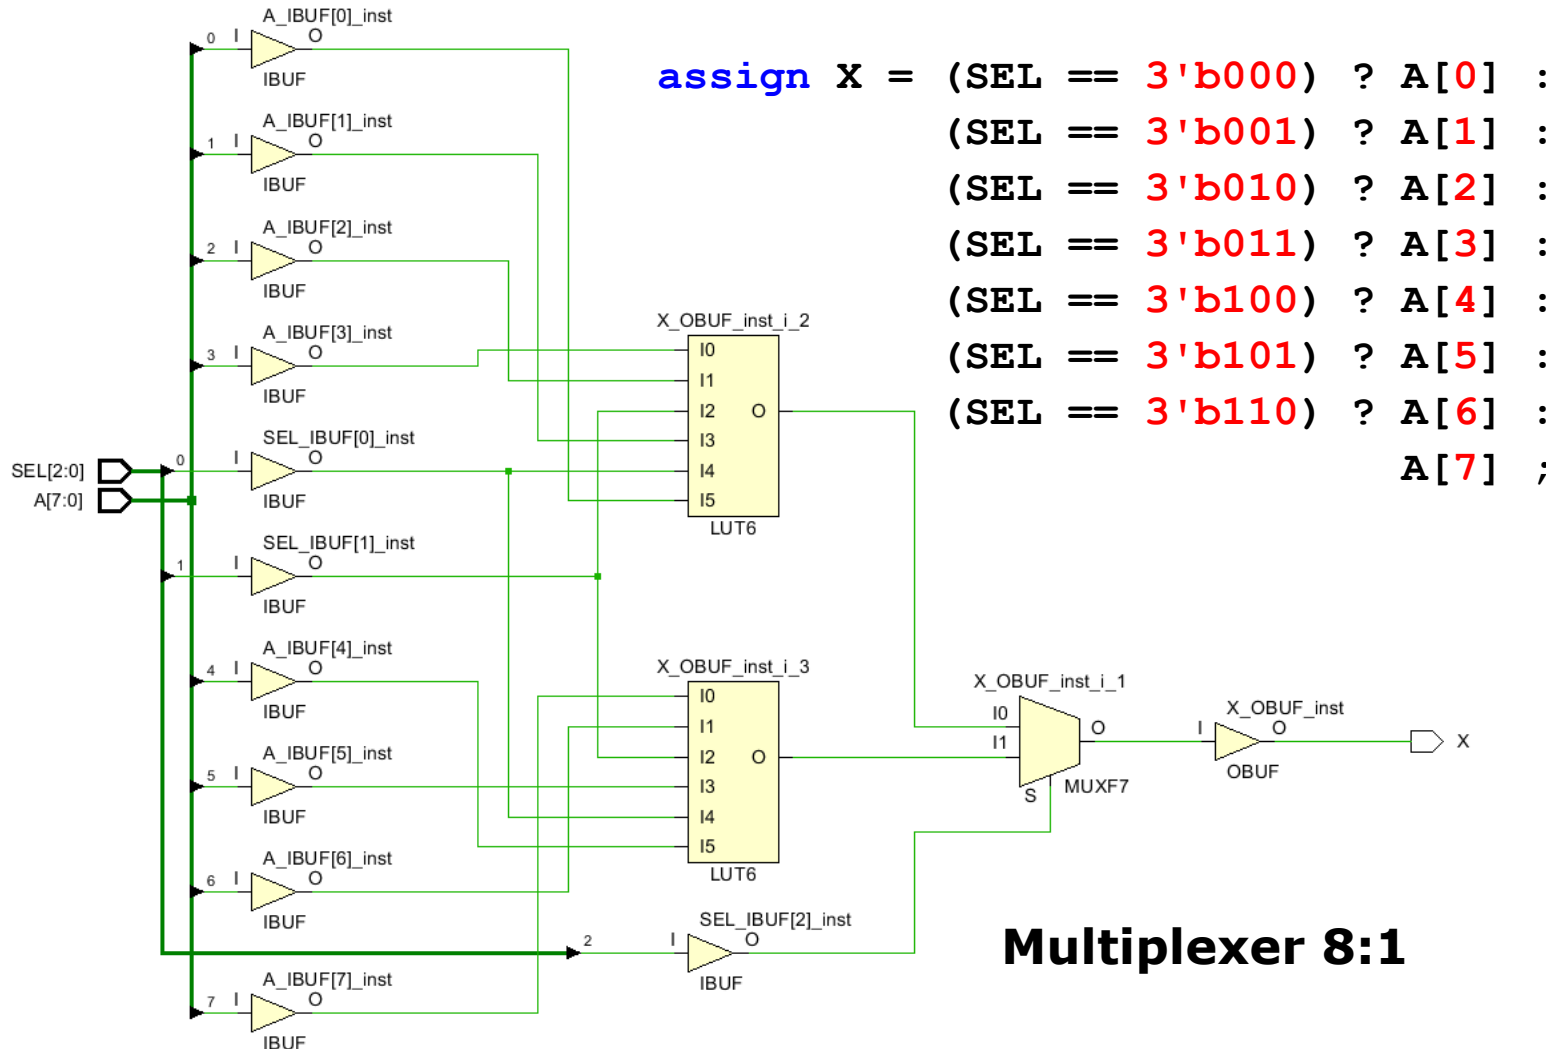 A_IBUF[0]_inst
0 I O
IBUF
assign X = (SEL == 3'b000) ? A[0] :
(SEL == 3'b001) ? A[1] :
(SEL == 3'b010) ? A[2] :
(SEL == 3'b011) ? A[3] :
(SEL == 3'b100) ? A[4] :
(SEL == 3'b101) ? A[5] :
(SEL == 3'b110) ? A[6] :
A[7] ;
A_IBUF[1]_inst
1 I O
IBUF
A_IBUF[2]_inst
2 I O
IBUF
A_IBUF[3]_inst
3 I O
IBUF
SEL_IBUF[0]_inst
0 I O
IBUF
SEL[2:0]
A[7:0]
SEL_IBUF[1]_inst
1 I O
IBUF
A_IBUF[4]_inst
4 I O
IBUF
A_IBUF[5]_inst
5 I O
IBUF
A_IBUF[6]_inst
6 I O
IBUF
A_IBUF[7]_inst
7 I O
IBUF
X_OBUF_inst_i_2
I0
I1
I2 O
I3
I4
I5
LUT6
X_OBUF_inst_i_3
I0
I1
I2 O
I3
I4
I5
LUT6
SEL_IBUF[2]_inst
2 I O
IBUF
X_OBUF_inst_i_1
I0
I1 O
S MUXF7
X_OBUF_inst
I O
OBUF
X
Multiplexer 8:1